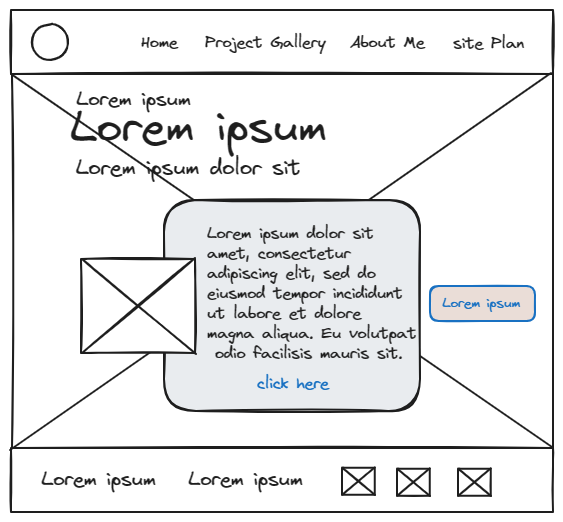 Home Project Gallery About Me site Plan
Lorem ipsum
Lorem ipsum
Lorem ipsum dolor sit
Lorem ipsum dolor sit
amet, consectetur
adipiscing elit, sed do
eiusmod tempor incididunt
ut labore et dolore
magna aliqua. Eu volutpat
odio facilisis mauris sit.
click here
Lorem ipsum
Lorem ipsum Lorem ipsum